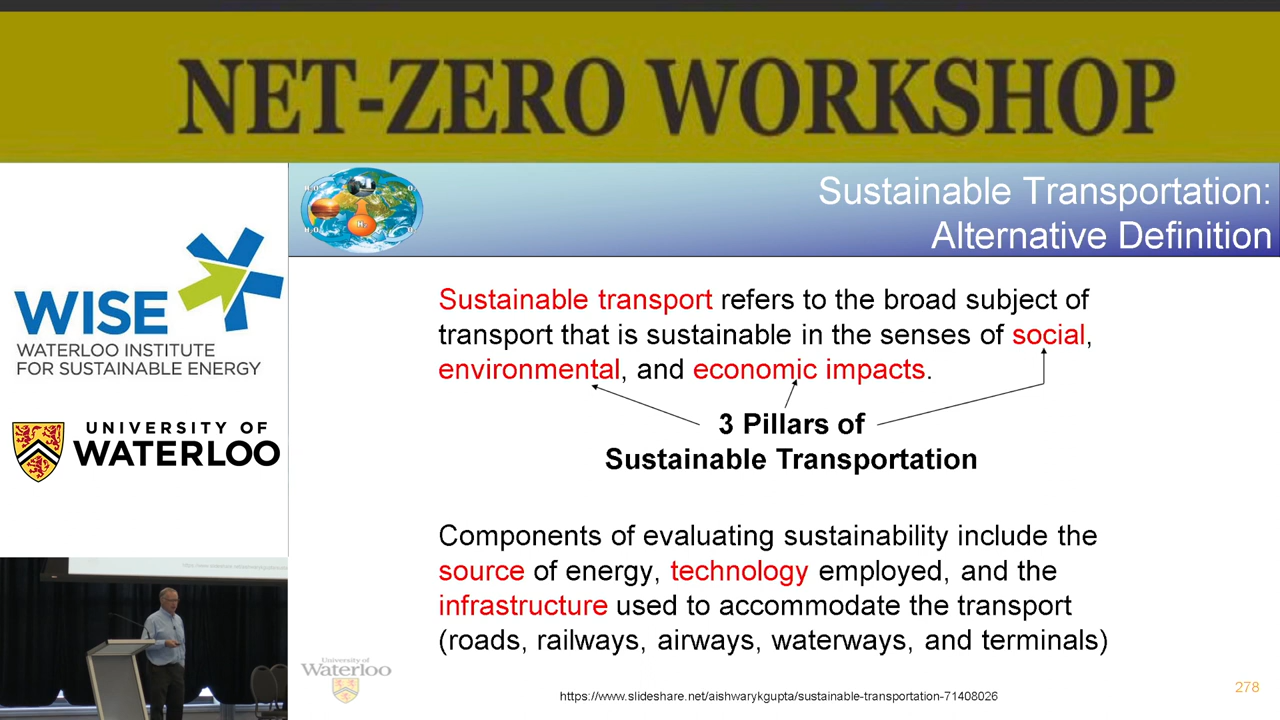 NET-ZERO WORKSHOP
WISE
WATERLOO INSTITUTE
FOR SUSTAINABLE ENERGY
UNIVERSITY OF
WATERLOO
Sustainable Transportation:
Alternative Definition
Sustainable transport refers to the broad subject of
transport that is sustainable in the senses of social,
environmental, and economic impacts.
3 Pillars of
Sustainable Transportation
Components of evaluating sustainability include the
source of energy, technology employed, and the
infrastructure used to accommodate the transport
(roads, railways, airways, waterways, and terminals)
University of
Waterloo
https://www.slideshare.net/aishwarykgupta/sustainable-transportation-71408026
278